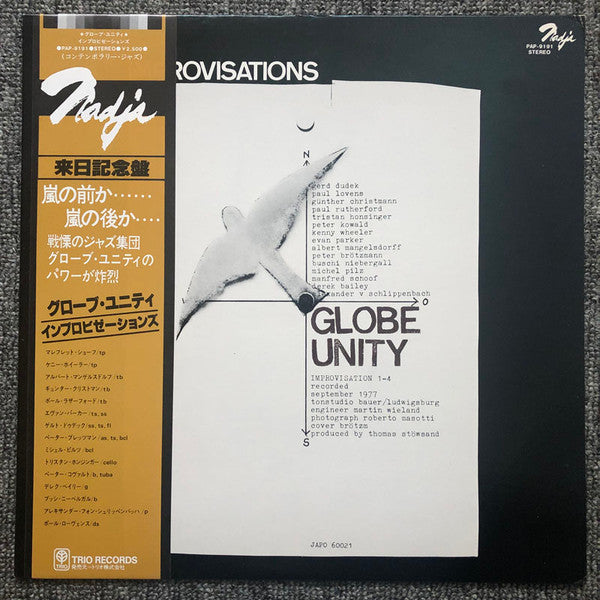 ●グローブ・ユニティ●
インプロビゼーションズ
●PAP-9191●STEREO●¥2,500●
(コンテンポラリー・ジャズ)
Nadja
来日記念盤
嵐の前か……
嵐の後か‥‥
戦慄のジャズ集団
グローブ・ユニティの
パワーが炸烈
グローブ・ユニティ
インプロビゼーションズ
マレフレット・シューフ/tp
ケニー・ホイーラー/tp
アルバート・マンゲルスドルフ/tb
ギュンター・クリストマン/tb
ポール・ラザーフォード/tb
エヴァン・パーカー/ts, ss
ゲルト・デュデック/ss, ts, fl
ペーター・ブレッツマン/as, ts, bcl
ミシェル・ピルツ/bcl
トリスタン・ホンジンガー/cello
ペーター・コヴァルト/b, tuba
デレク・ベイリー/g
ブッシ・ニーベルガル/b
アレキサンダー・フォン・シュリッペンバッハ/p
ポール・ローヴェンス/ds
TRIO
TRIO RECORDS
発売元―トリオ株式会社
Nadja
PAP-9191
STEREO
ROVISATIONS
N
gerd dudek
paul lovens
günther christmann
paul rutherford
tristan honsinger
peter kowald
kenny wheeler
evan parker
albert mangelsdorff
peter brötzmann
buschi niebergall
michel pilz
manfred schoof
derek bailey
alexander v schlippenbach
O
GLOBE
UNITY
IMPROVISATION 1-4
recorded
september 1977
tonstudio bauer/ludwigsburg
engineer martin wieland
photograph roberto masotti
cover brötzm
produced by thomas stöwsand
S
JAPO 60021